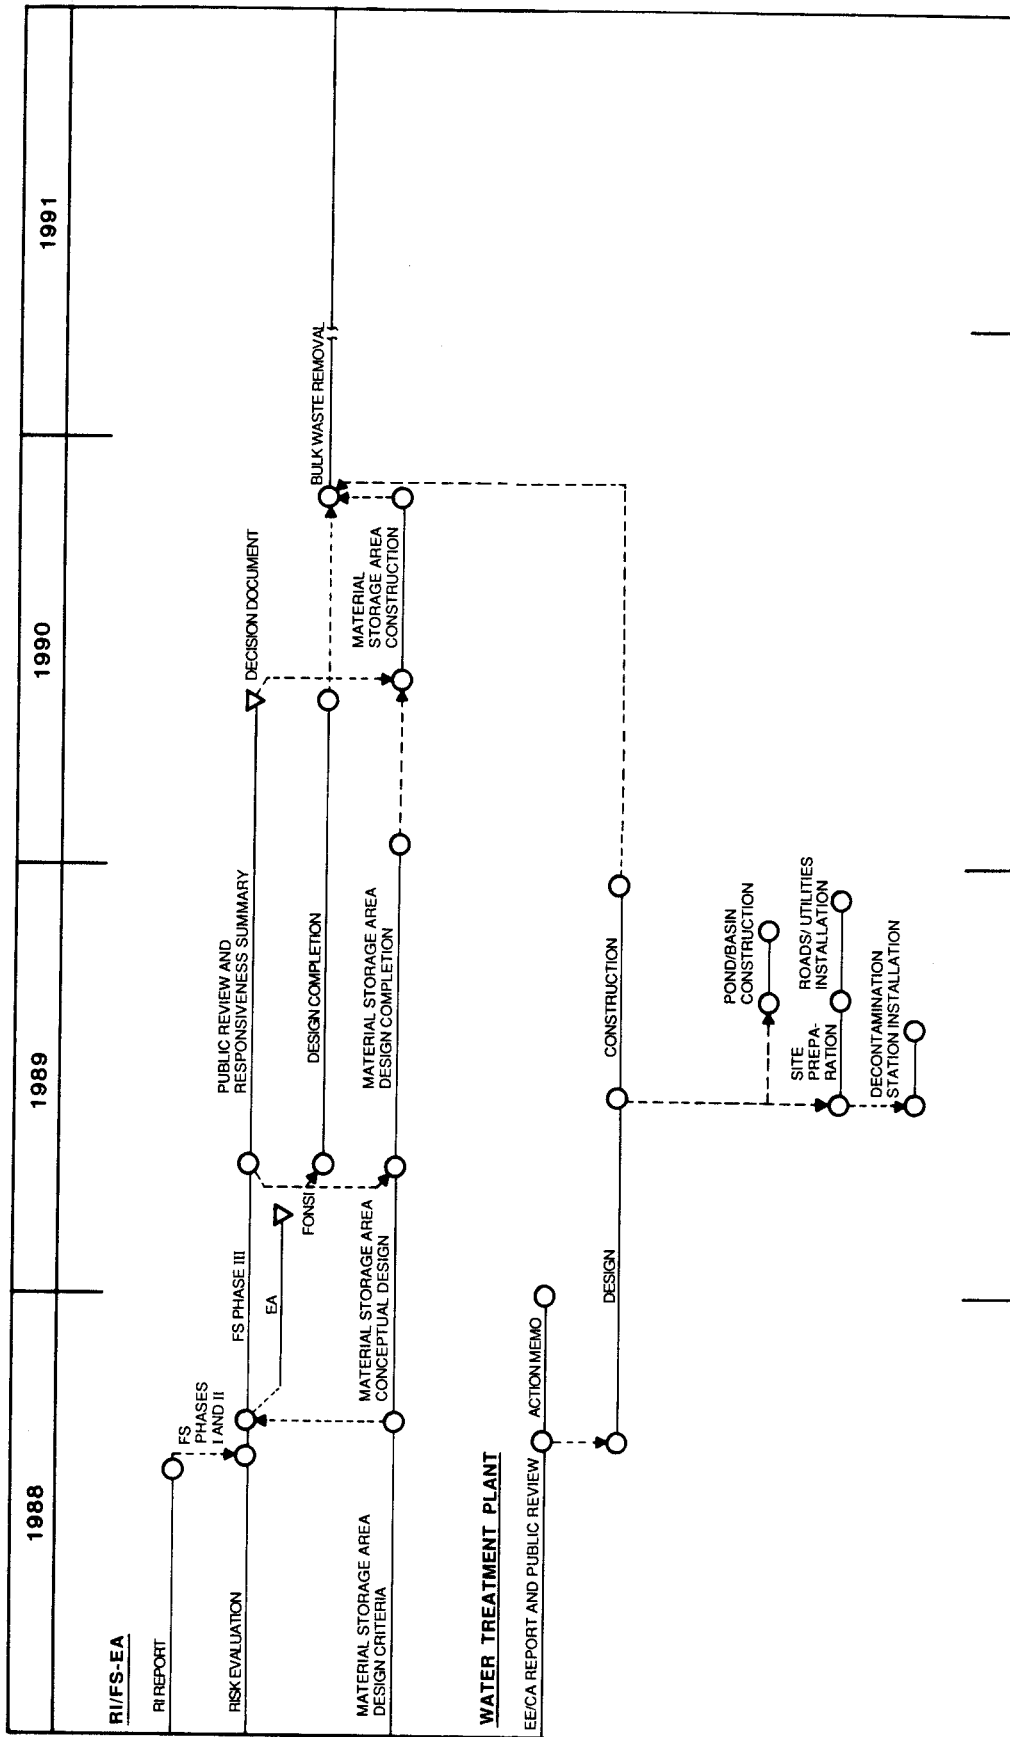 1988
1989
1990
1991
RI/FS-EA
RI REPORT
FS
PHASES
I AND II
RISK EVALUATION
FS PHASE III
PUBLIC REVIEW AND
RESPONSIVENESS SUMMARY
DECISION DOCUMENT
EA
FONSI
DESIGN COMPLETION
BULK WASTE REMOVAL
MATERIAL STORAGE AREA
DESIGN CRITERIA
MATERIAL STORAGE AREA
CONCEPTUAL DESIGN
MATERIAL STORAGE AREA
DESIGN COMPLETION
MATERIAL
STORAGE AREA
CONSTRUCTION
WATER TREATMENT PLANT
EE/CA REPORT AND PUBLIC REVIEW
ACTION MEMO
DESIGN
CONSTRUCTION
POND/BASIN
CONSTRUCTION
SITE
PREPA-
RATION
ROADS/UTILITIES
INSTALLATION
DECONTAMINATION
STATION INSTALLATION